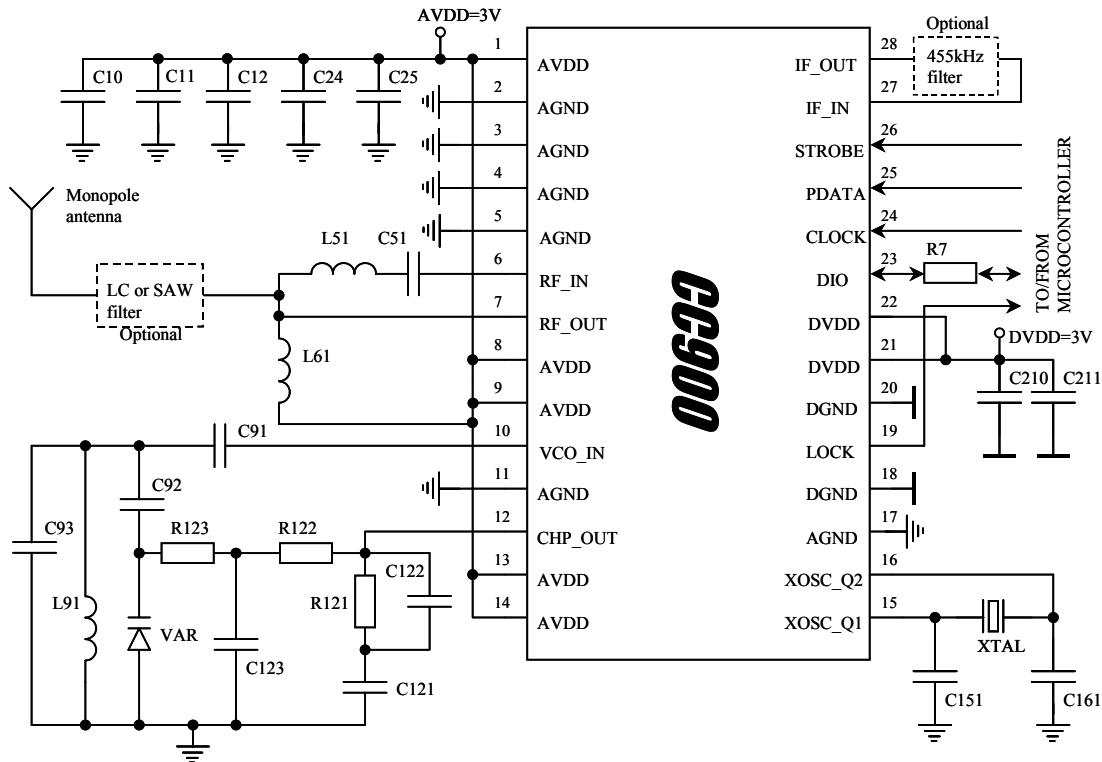 AVDD=3V
Optional
1
AVDD
28
IF_OUT
455kHz
filter
C10
C11
C12
C24
C25
2
AGND
27
IF_IN
3
AGND
26
STROBE
4
AGND
25
PDATA
5
AGND
24
CLOCK
Monopole
antenna
L51
C51
6
RF_IN
23
DIO
R7
TO/FROM
MICROCONTROLLER
LC or SAW
filter
Optional
7
RF_OUT
22
DVDD
L61
8
AVDD
21
DVDD
DVDD=3V
C210
C211
CC900
9
AVDD
20
DGND
C91
10
VCO_IN
19
LOCK
C92
11
AGND
18
DGND
C93
R123
R122
12
CHP_OUT
17
AGND
C122
13
AVDD
16
XOSC_Q2
L91
R121
14
AVDD
15
XOSC_Q1
VAR
XTAL
C123
C121
C151
C161